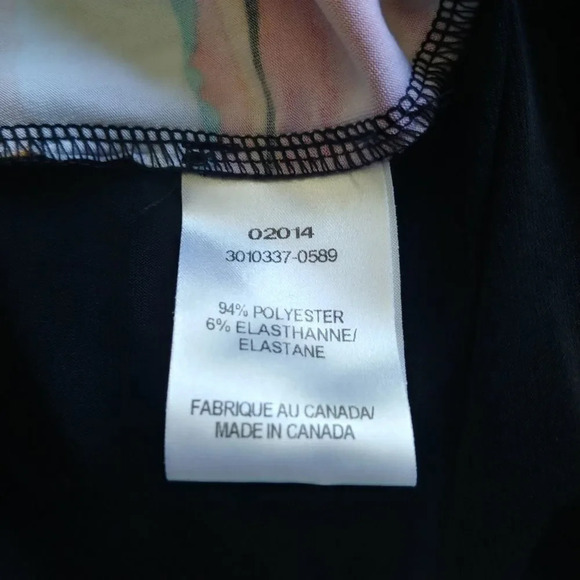 02014
3010337-0589
94% POLYESTER
6% ELASTHANNE/
ELASTANE
FABRIQUE AU CANADA/
MADE IN CANADA